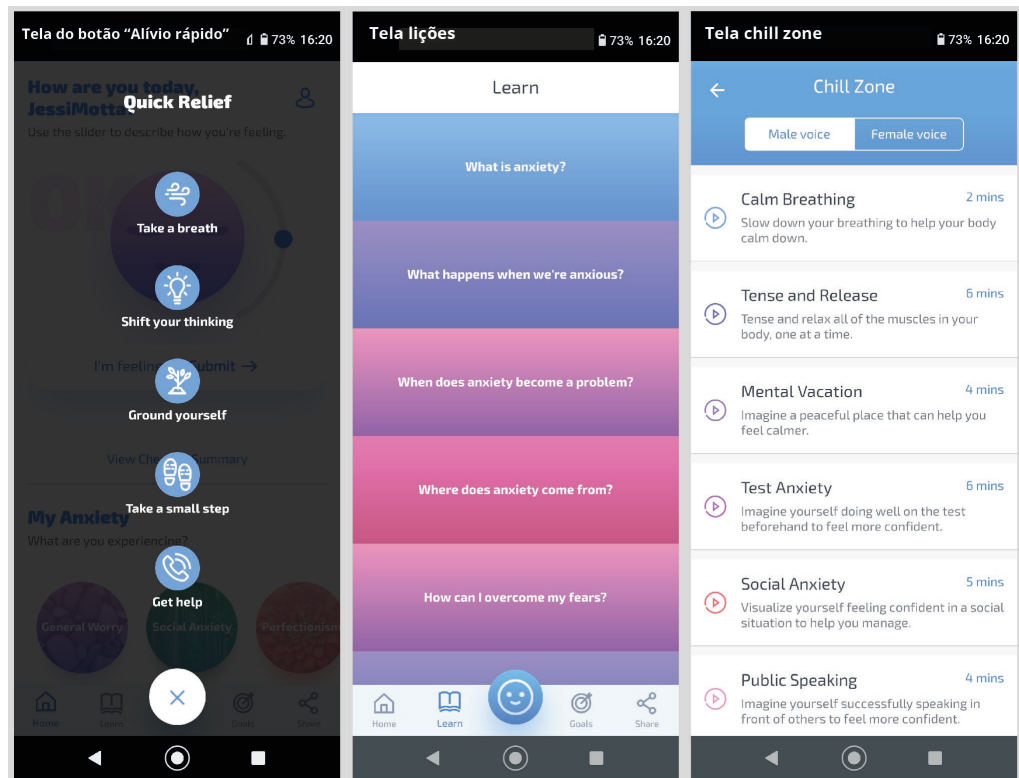 Tela do botão “Alívio rápido”
73% 16:20
How are you today,
JessiMotta?
Quick Relief
Use the slider to describe how you're feeling.
OK
Take a breath
Shift your thinking
I'm feeling
Submit →
Ground yourself
View Che
Summary
Take a small step
My Anxiety
What are you experiencing?
Get help
General Worry
Social Anxiety
Perfectionism
Home
Learn
Goals
Share
Tela lições
73% 16:20
Learn
What is anxiety?
What happens when we're anxious?
When does anxiety become a problem?
Where does anxiety come from?
How can I overcome my fears?
Home
Learn
Goals
Share
Tela chill zone
73% 16:20
Chill Zone
Male voice
Female voice
Calm Breathing
2 mins
Slow down your breathing to help your body
calm down.
Tense and Release
6 mins
Tense and relax all of the muscles in your
body, one at a time.
Mental Vacation
4 mins
Imagine a peaceful place that can help you
feel calmer.
Test Anxiety
6 mins
Imagine yourself doing well on the test
beforehand to feel more confident.
Social Anxiety
5 mins
Visualize yourself feeling confident in a social
situation to help you manage.
Public Speaking
4 mins
Imagine yourself successfully speaking in
front of others to feel more confident.